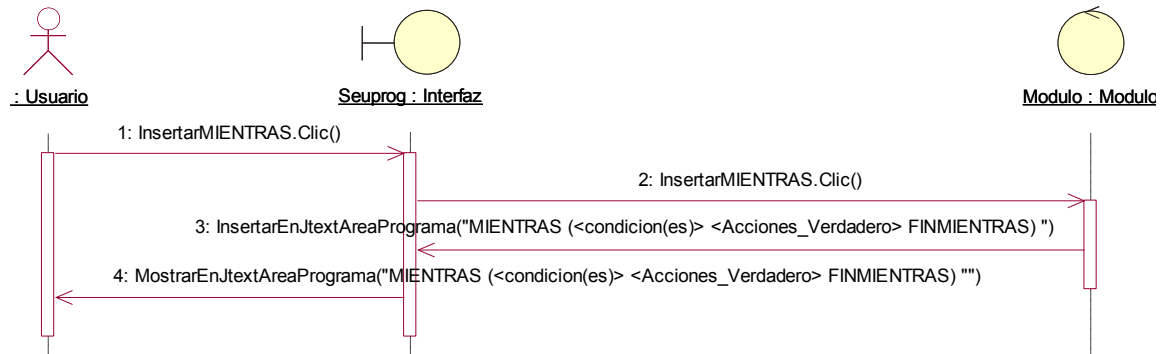 : Usuario
Seuprog : Interfaz
Modulo : Modulo
1: InsertarMIENTRAS.Clic()
2: InsertarMIENTRAS.Clic()
3: InsertarEnJtextAreaPrograma("MIENTRAS (<condicion(es)> <Acciones_Verdadero> FINMIENTRAS) ")
4: MostrarEnJtextAreaPrograma("MIENTRAS (<condicion(es)> <Acciones_Verdadero> FINMIENTRAS) "")